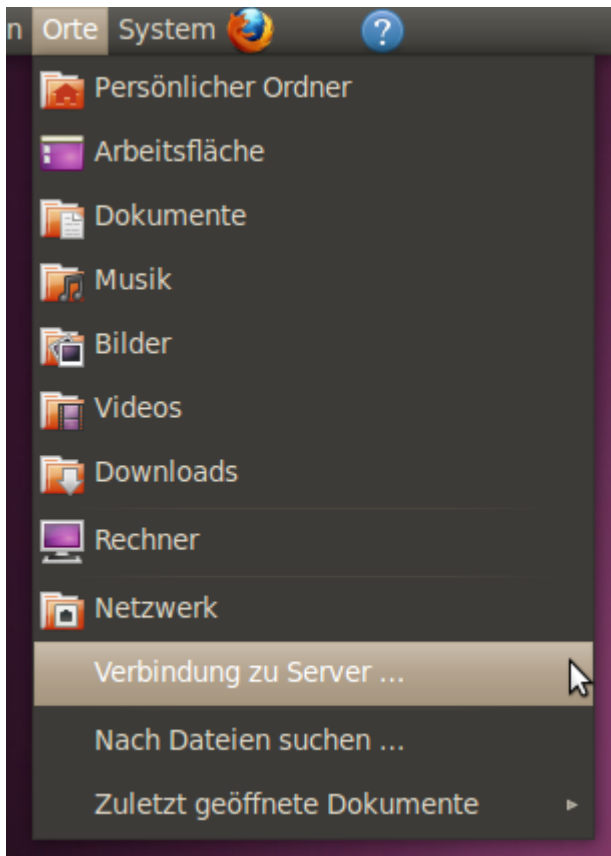 n Orte System ?
Persönlicher Ordner
Arbeitsfläche
Dokumente
Musik
Bilder
Videos
Downloads
Rechner
Netzwerk
Verbindung zu Server ...
Nach Dateien suchen ...
Zuletzt geöffnete Dokumente